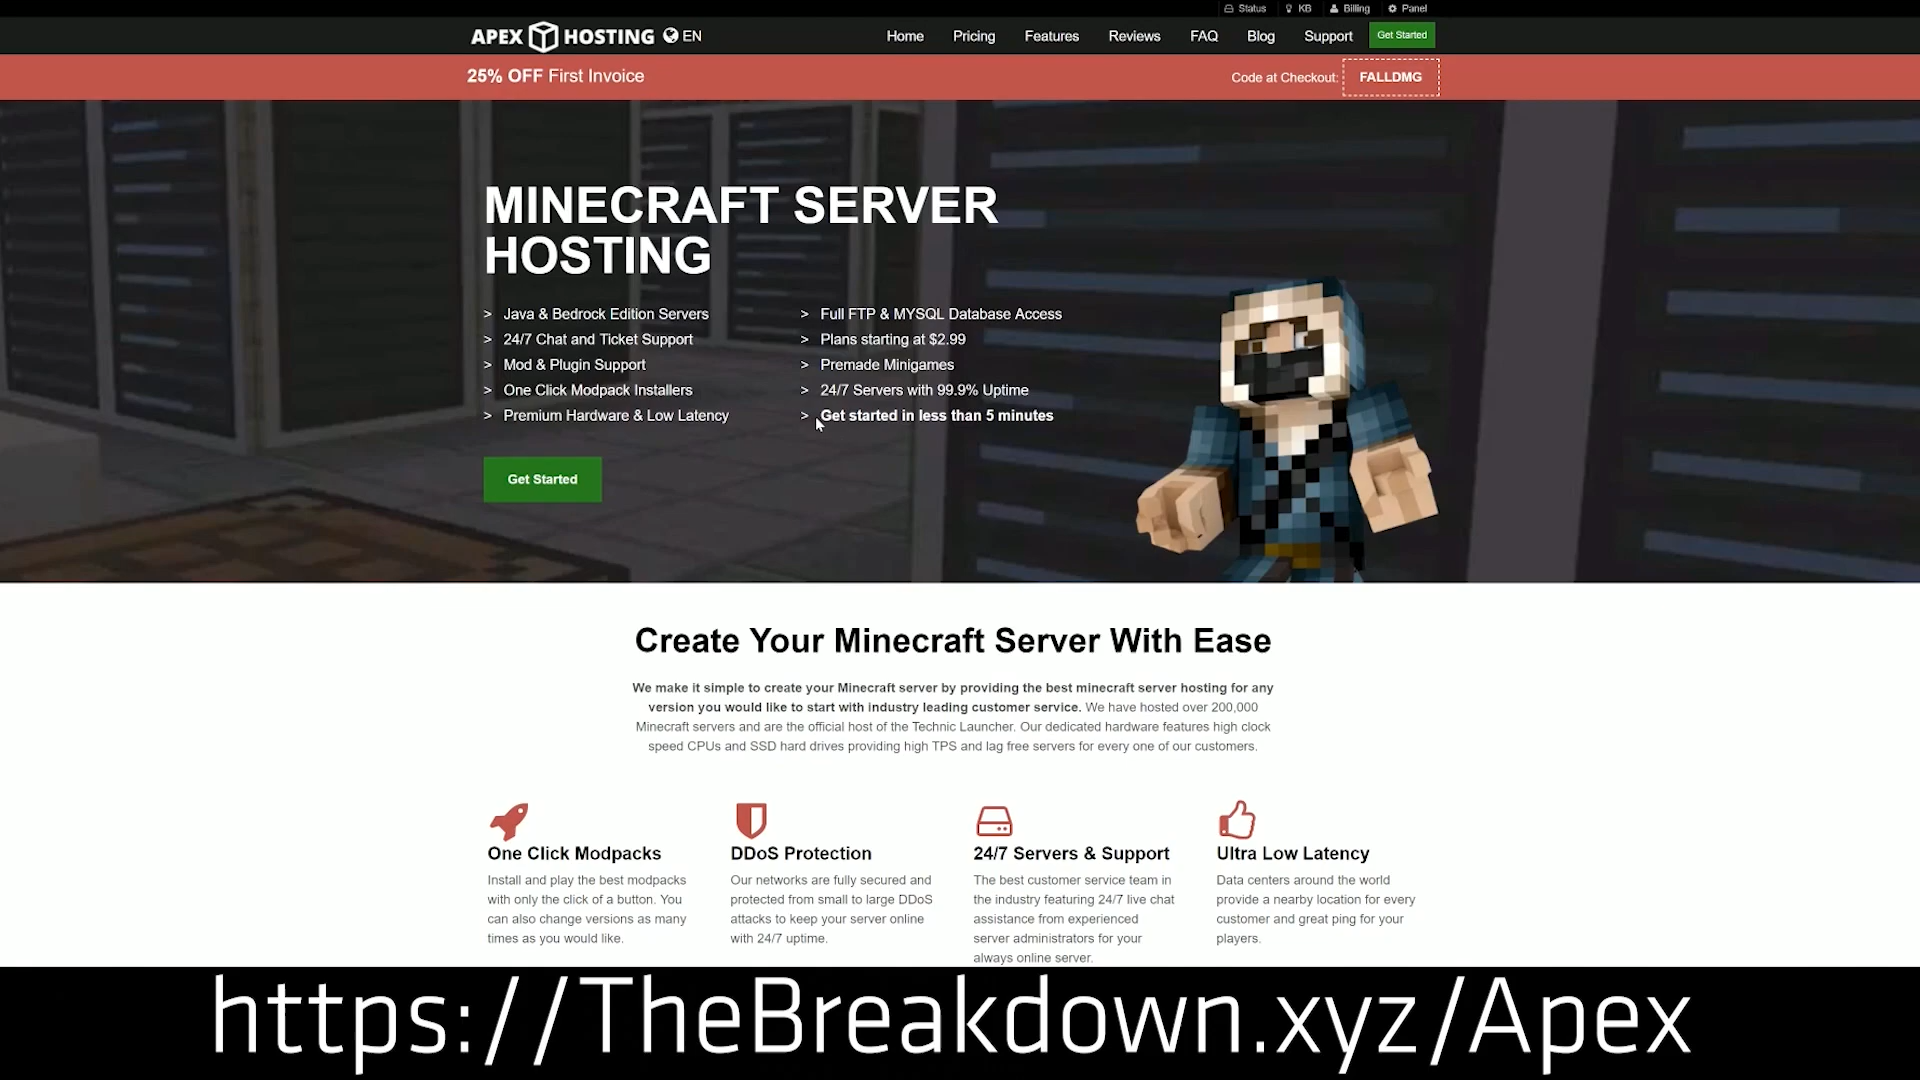 Status KB Billing Panel
APEX HOSTING EN Home Pricing Features Reviews FAQ Blog Support Get Started
25% OFF First Invoice Code at Checkout: FALLDMG
MINECRAFT SERVER
HOSTING
> Java & Bedrock Edition Servers
> 24/7 Chat and Ticket Support
> Mod & Plugin Support
> One Click Modpack Installers
> Premium Hardware & Low Latency
> Full FTP & MYSQL Database Access
> Plans starting at $2.99
> Premade Minigames
> 24/7 Servers with 99.9% Uptime
> Get started in less than 5 minutes
Get Started
Create Your Minecraft Server With Ease
We make it simple to create your Minecraft server by providing the best minecraft server hosting for any
version you would like to start with industry leading customer service. We have hosted over 200,000
Minecraft servers and are the official host of the Technic Launcher. Our dedicated hardware features high clock
speed CPUs and SSD hard drives providing high TPS and lag free servers for every one of our customers.
One Click Modpacks
Install and play the best modpacks
with only the click of a button. You
can also change versions as many
times as you would like.
DDoS Protection
Our networks are fully secured and
protected from small to large DDoS
attacks to keep your server online
with 24/7 uptime.
24/7 Servers & Support
The best customer service team in
the industry featuring 24/7 live chat
assistance from experienced
server administrators for your
always online server.
Ultra Low Latency
Data centers around the world
provide a nearby location for every
customer and great ping for your
players.
https://TheBreakdown.xyz/Apex